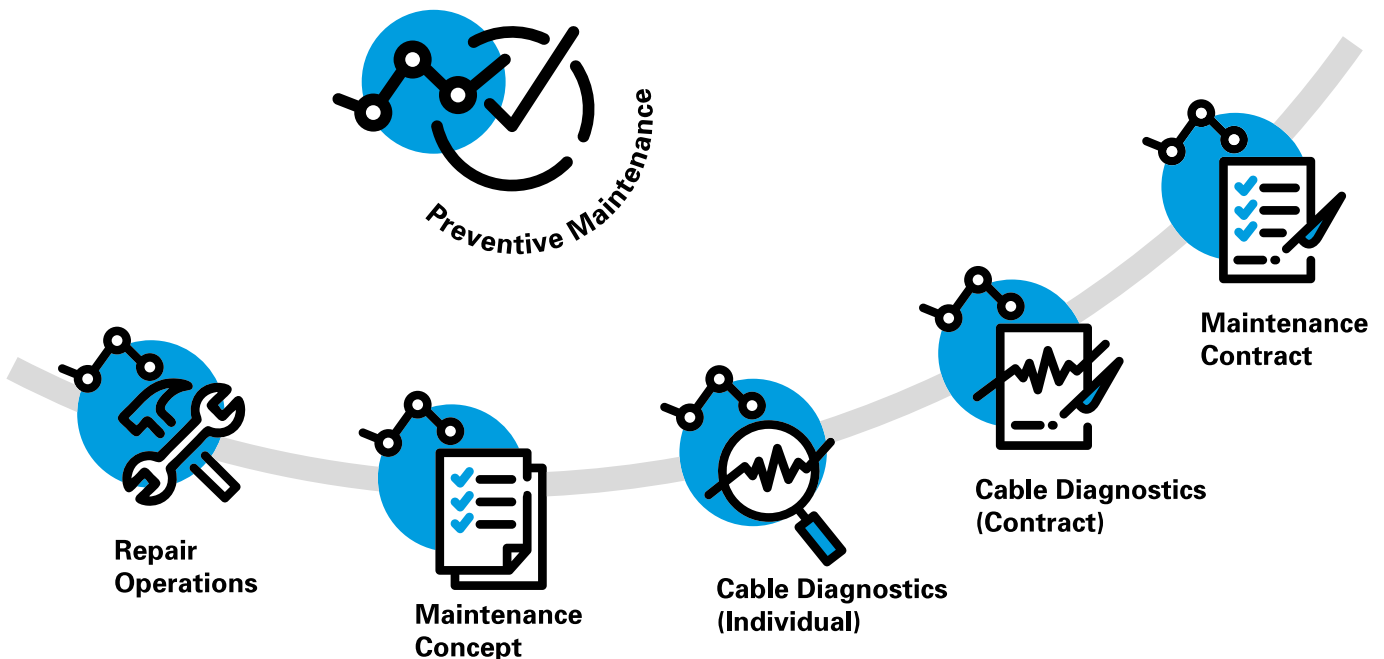 Preventive Maintenance
Repair
Operations
Maintenance
Concept
Cable Diagnostics
(Individual)
Cable Diagnostics
(Contract)
Maintenance
Contract